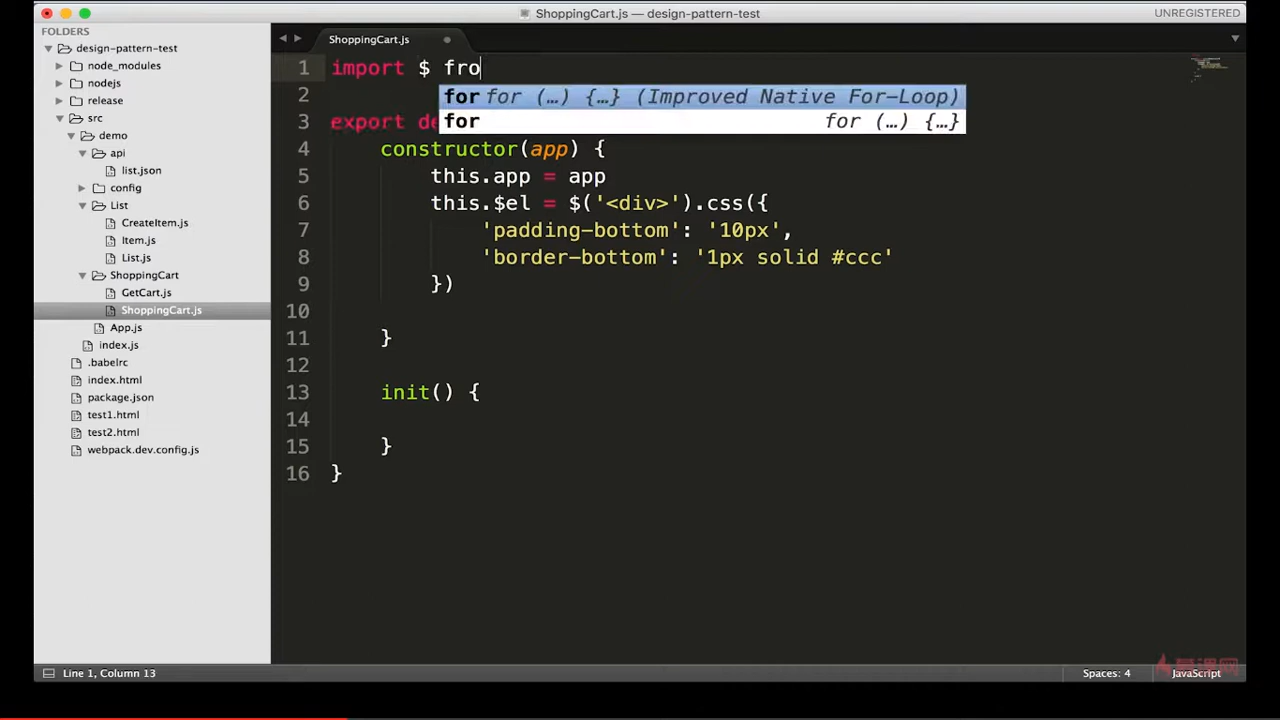 ShoppingCart.js — design-pattern-test
UNREGISTERED
FOLDERS
design-pattern-test
node_modules
nodejs
release
src
demo
api
list.json
config
List
CreateItem.js
Item.js
List.js
ShoppingCart
GetCart.js
ShoppingCart.js
App.js
index.js
.babelrc
index.html
package.json
test1.html
test2.html
webpack.dev.config.js
ShoppingCart.js
1 import $ fro
for for (…) {…} (Improved Native For-Loop)
2
for for (…) {…}
3 export de
4 constructor(app) {
5 this.app = app
6 this.$el = $('<div>').css({
7 'padding-bottom': '10px',
8 'border-bottom': '1px solid #ccc'
9 })
10
11 }
12
13 init() {
14
15 }
16 }
慕课网
Line 1, Column 13
Spaces: 4
JavaScript